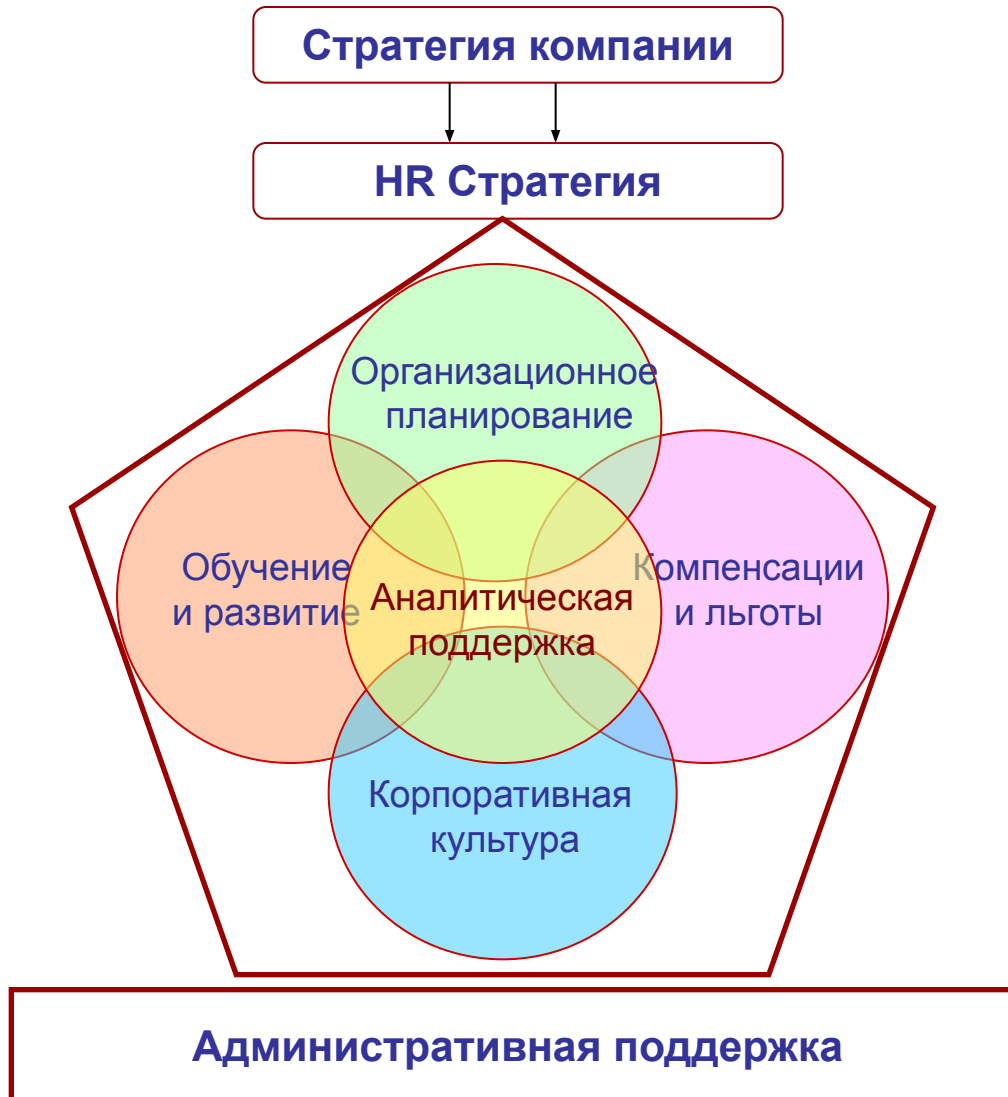 Стратегия компании
HR Стратегия
Организационное
планирование
Обучение
и развитие
Компенсации
и льготы
Аналитическая
поддержка
Корпоративная
культура
Административная поддержка